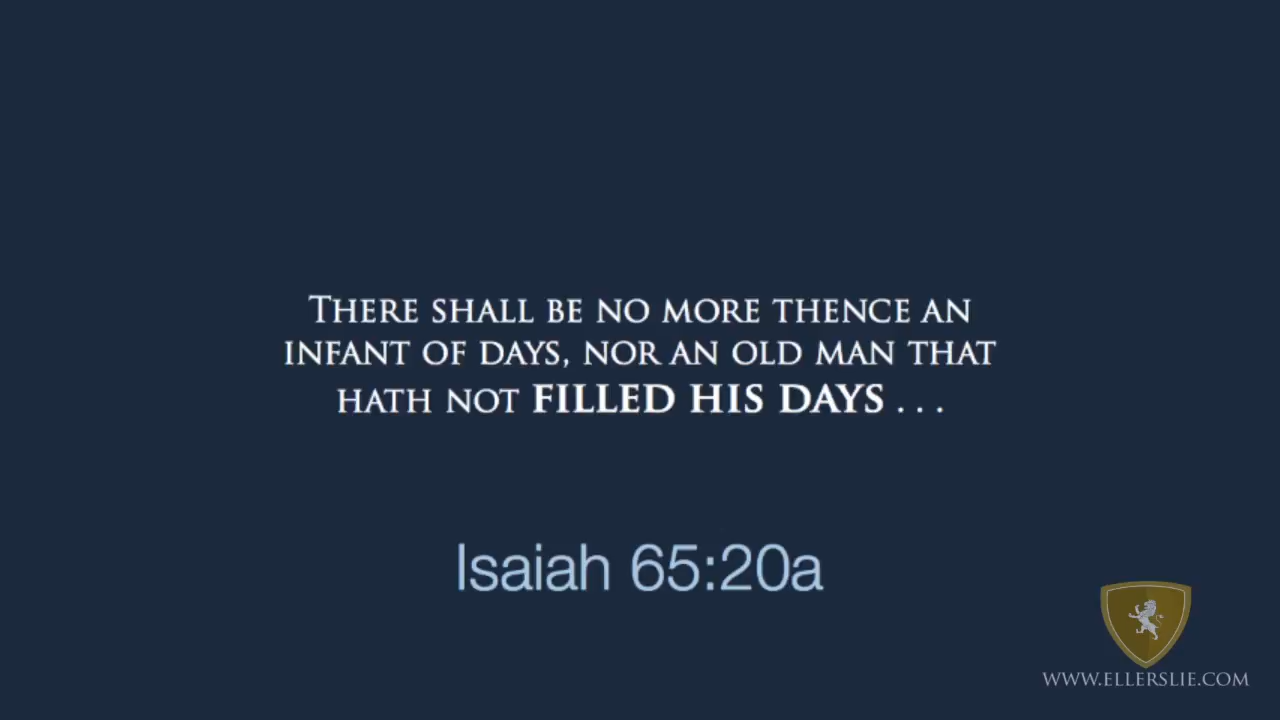 There shall be no more thence an
infant of days, nor an old man that
hath not filled his days . . .
Isaiah 65:20a
www.ellerslie.com